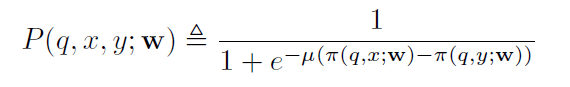 P(q, x, y; w) ≜ 1 / (1 + e^{−μ(π(q,x;w)−π(q,y;w))})